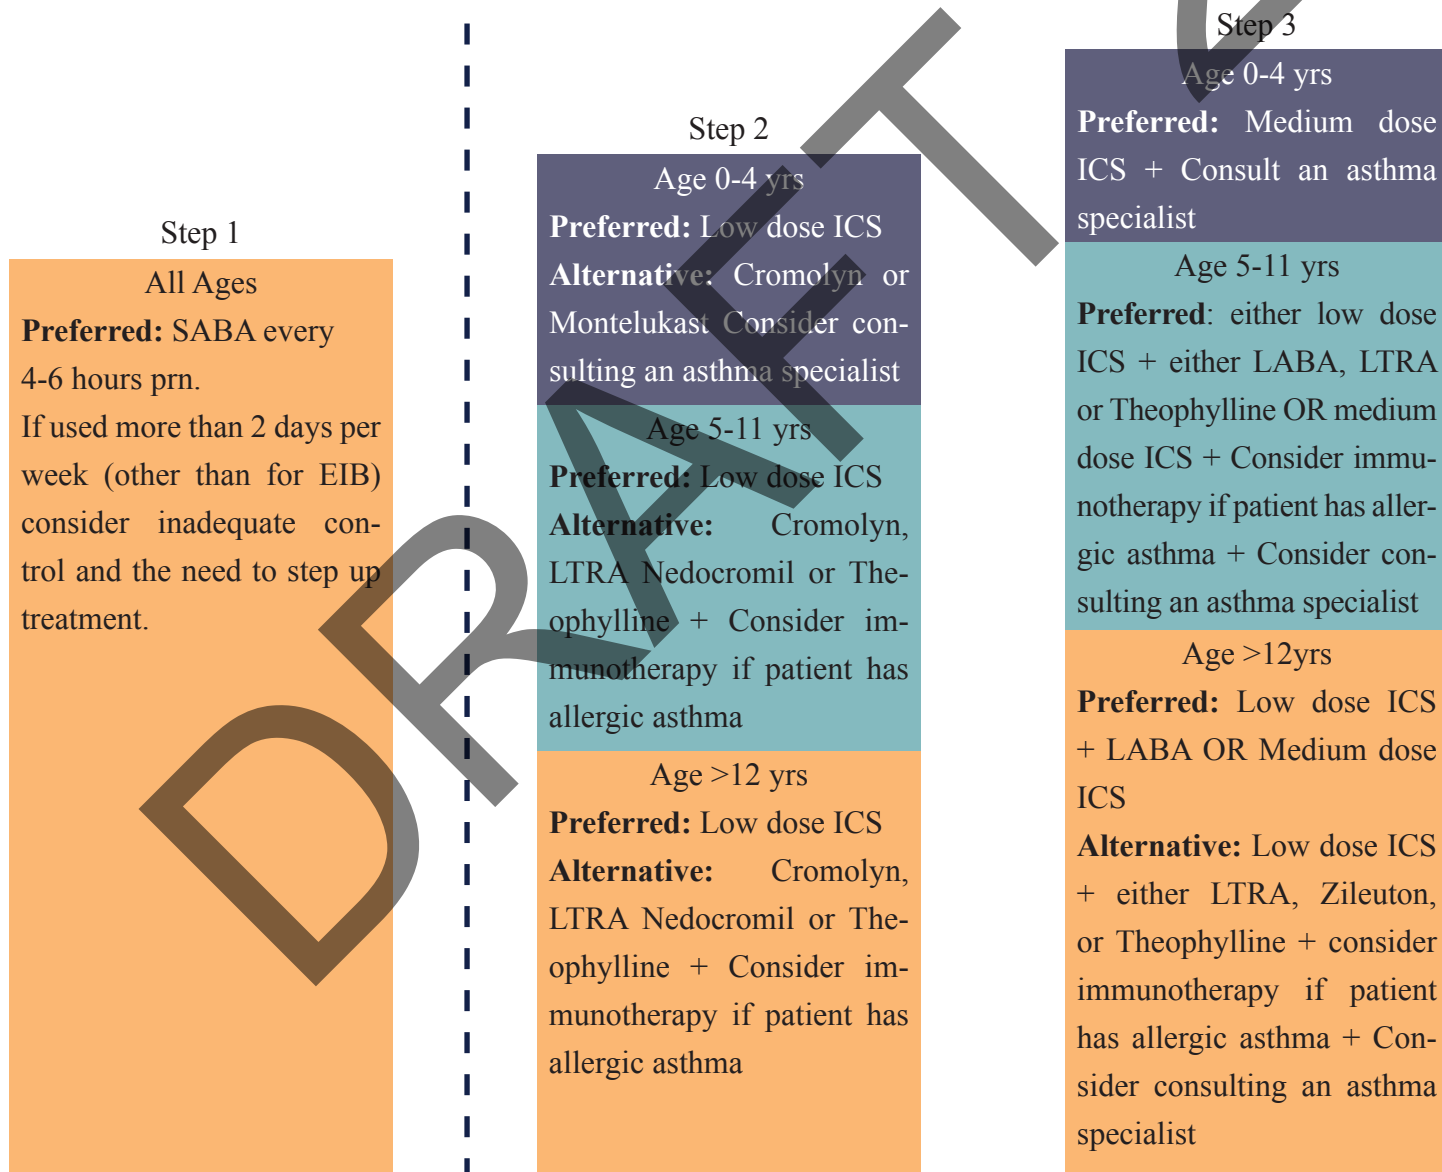 Step 1
All Ages
Preferred: SABA every
4-6 hours prn.
If used more than 2 days per
week (other than for EIB)
consider inadequate con-
trol and the need to step up
treatment.
Step 2
Age 0-4 yrs
Preferred: Low dose ICS
Alternative: Cromolyn or
Montelukast Consider con-
sulting an asthma specialist
Age 5-11 yrs
Preferred: Low dose ICS
Alternative: Cromolyn,
LTRA Nedocromil or The-
ophylline + Consider im-
munotherapy if patient has
allergic asthma
Age >12 yrs
Preferred: Low dose ICS
Alternative: Cromolyn,
LTRA Nedocromil or The-
ophylline + Consider im-
munotherapy if patient has
allergic asthma
Step 3
Age 0-4 yrs
Preferred: Medium dose
ICS + Consult an asthma
specialist
Age 5-11 yrs
Preferred: either low dose
ICS + either LABA, LTRA
or Theophylline OR medium
dose ICS + Consider immu-
notherapy if patient has aller-
gic asthma + Consider con-
sulting an asthma specialist
Age >12yrs
Preferred: Low dose ICS
+ LABA OR Medium dose
ICS
Alternative: Low dose ICS
+ either LTRA, Zileuton,
or Theophylline + consider
immunotherapy if patient
has allergic asthma + Con-
sider consulting an asthma
specialist
DRAFT